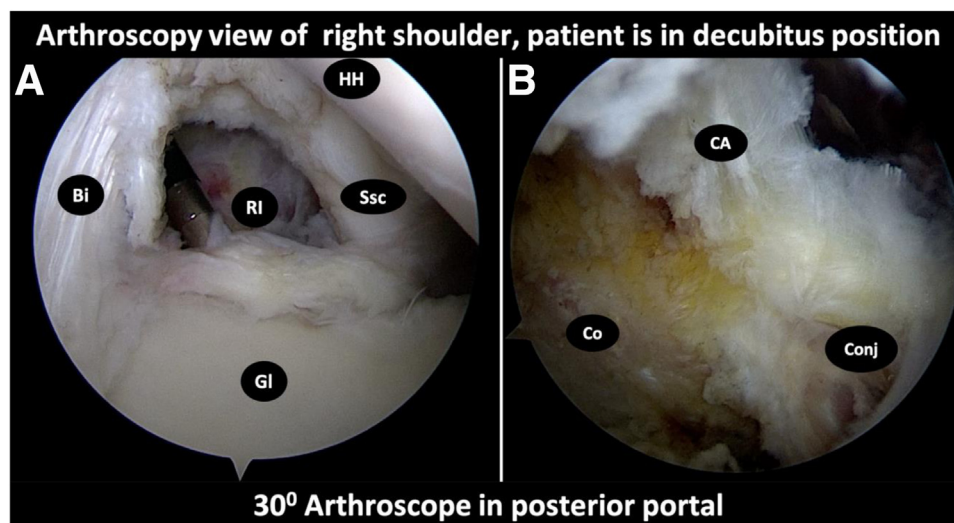 Arthroscopy view of right shoulder, patient is in decubitus position
A
HH
Bi
RI
Ssc
Gl
B
CA
Co
Conj
30⁰ Arthroscope in posterior portal